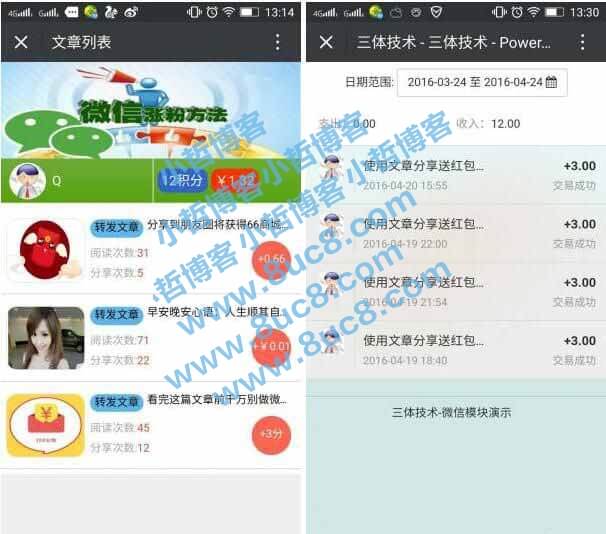 4G 4G 13:14
文章列表
微信涨粉方法
Q
12积分
¥1.32
转发文章 分享到朋友圈将获得66商城...
阅读次数:31
分享次数:5
+0.66
转发文章 早安晚安心语：人生顺其自...
阅读次数:71
分享次数:22
+¥0.01
转发文章 看完这篇文章前千万别做微...
阅读次数:45
分享次数:12
+3分
4G 4G 13:30
三体技术 - 三体技术 - Power...
日期范围: 2016-03-24 至 2016-04-24
支出：0.00 收入：12.00
使用文章分享送红包... +3.00
2016-04-20 15:55 交易成功
使用文章分享送红包... +3.00
2016-04-19 22:00 交易成功
使用文章分享送红包... +3.00
2016-04-19 21:54 交易成功
使用文章分享送红包... +3.00
2016-04-19 18:40 交易成功
三体技术-微信模块演示
小哲博客小哲博客
小哲博客小哲博客
www.8uc8.com
www.8uc8.com